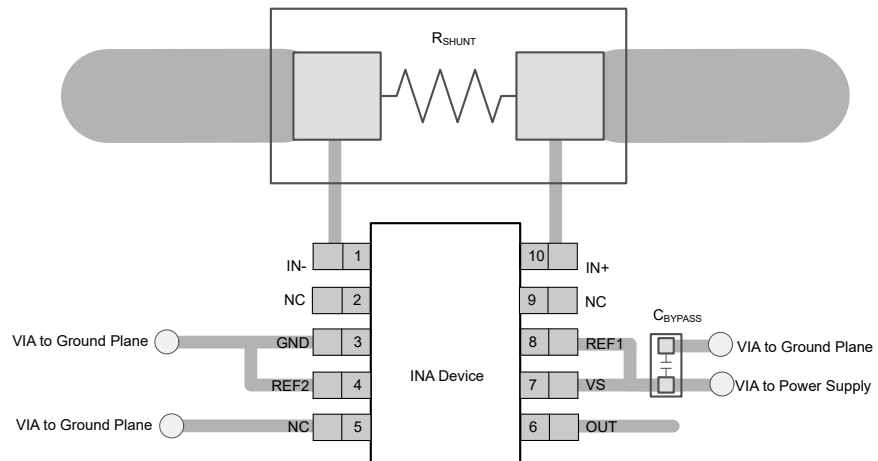 RSHUNT
1
10
IN-
IN+
NC
2
9
NC
CBYPASS
VIA to Ground Plane
GND
3
8
REF1
VIA to Ground Plane
INA Device
REF2
4
7
VS
VIA to Power Supply
VIA to Ground Plane
NC
5
6
OUT